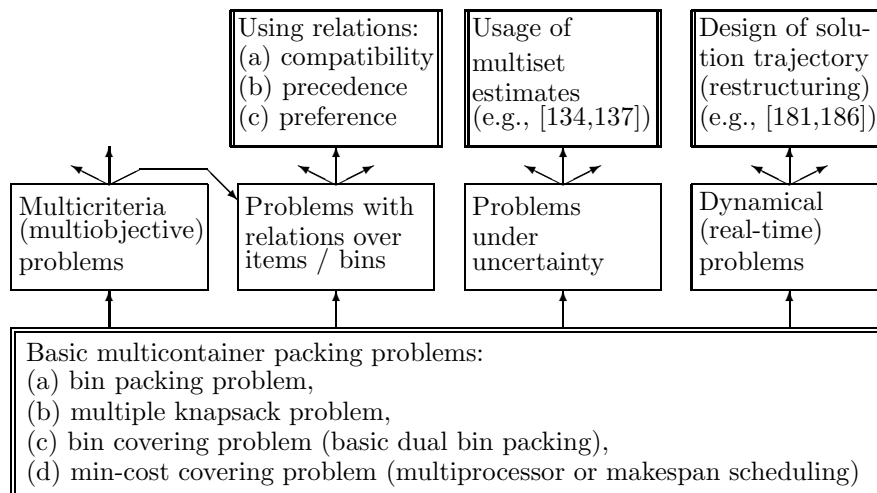 Using relations:
(a) compatibility
(b) precedence
(c) preference
Usage of
multiset
estimates
(e.g., [134,137])
Design of solu-
tion trajectory
(restructuring)
(e.g., [181,186])
Multicriteria
(multiobjective)
problems
Problems with
relations over
items / bins
Problems
under
uncertainty
Dynamical
(real-time)
problems
Basic multicontainer packing problems:
(a) bin packing problem,
(b) multiple knapsack problem,
(c) bin covering problem (basic dual bin packing),
(d) min-cost covering problem (multiprocessor or makespan scheduling)